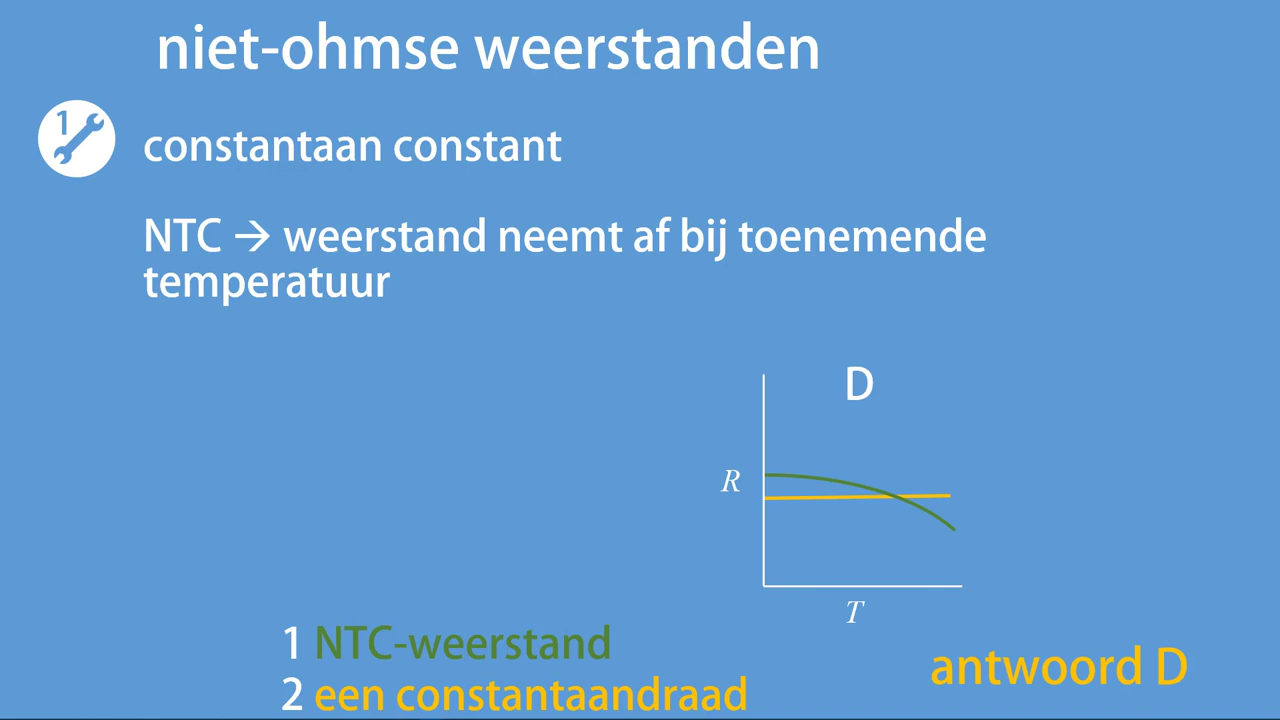 niet-ohmse weerstanden
1
constantaan constant
NTC → weerstand neemt af bij toenemende
temperatuur
D
R
T
1 NTC-weerstand
2 een constantaandraad
antwoord D